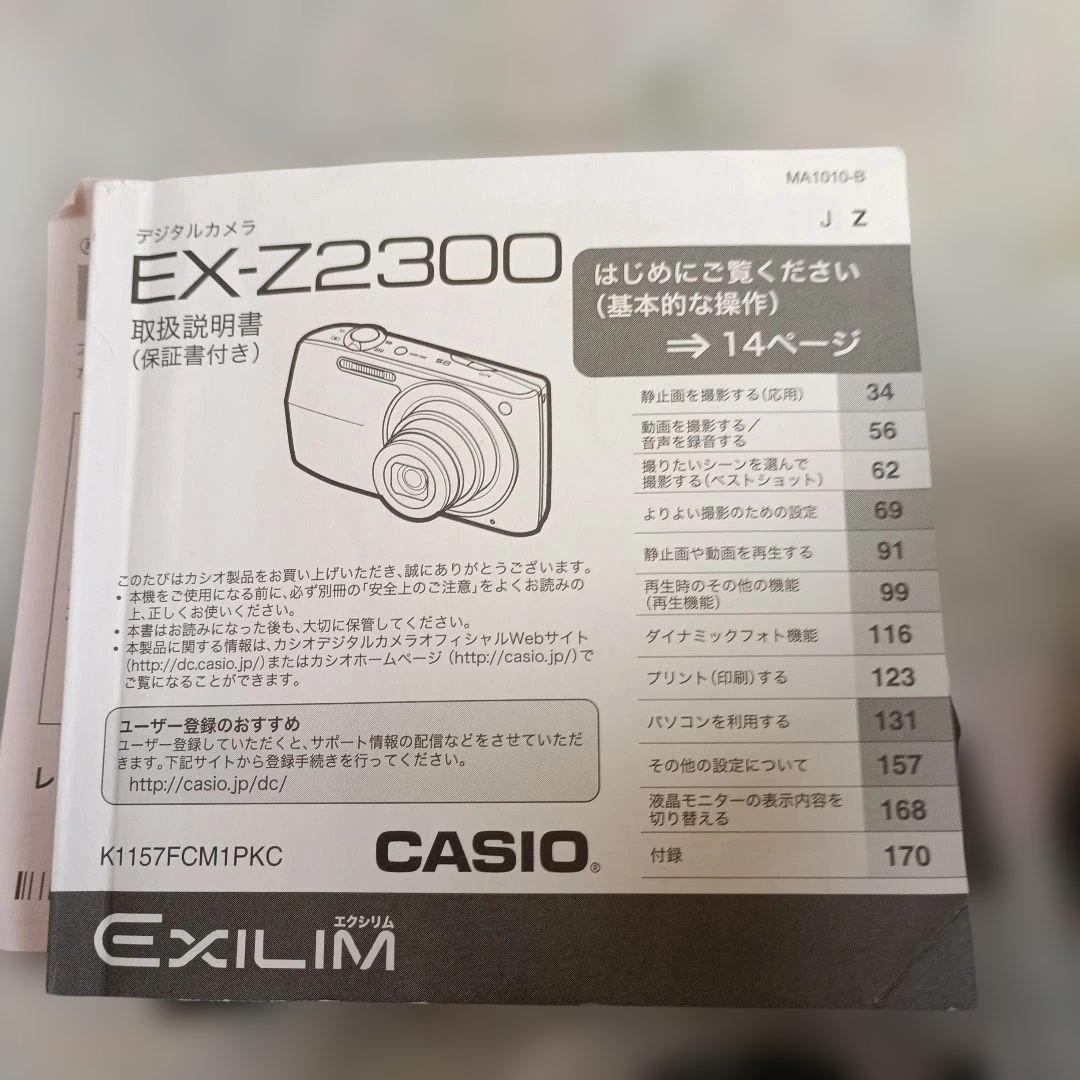 MA1010-B
J Z
デジタルカメラ
EX-Z2300
取扱説明書
（保証書付き）
はじめにご覧ください
（基本的な操作）
⇒ 14ページ
静止画を撮影する（応用） 34
動画を撮影する／
音声を録音する 56
撮りたいシーンを選んで
撮影する（ベストショット） 62
よりよい撮影のための設定 69
静止画や動画を再生する 91
再生時のその他の機能
（再生機能） 99
ダイナミックフォト機能 116
プリント（印刷）する 123
パソコンを利用する 131
その他の設定について 157
液晶モニターの表示内容を
切り替える 168
付録 170
このたびはカシオ製品をお買い上げいただき、誠にありがとうございます。
• 本機をご使用になる前に、必ず別冊の「安全上のご注意」をよくお読みの
上、正しくお使いください。
• 本書はお読みになった後も、大切に保管してください。
• 本製品に関する情報は、カシオデジタルカメラオフィシャルWebサイト
（http://dc.casio.jp/）またはカシオホームページ（http://casio.jp/）で
ご覧になることができます。
ユーザー登録のおすすめ
ユーザー登録していただくと、サポート情報の配信などをさせていただ
きます。下記サイトから登録手続きを行ってください。
http://casio.jp/dc/
K1157FCM1PKC
CASIO®
エクシリム
EXILIM
レ